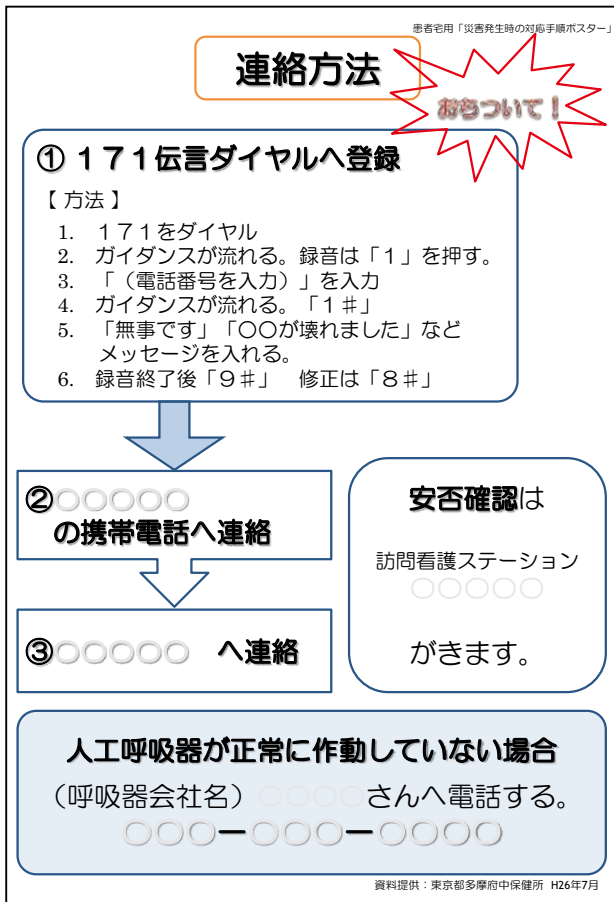 患者宅用「災害発生時の対応手順ポスター」
連絡方法
おちついて！
① １７１伝言ダイヤルへ登録
【 方法 】
1. １７１をダイヤル
2. ガイダンスが流れる。録音は「１」を押す。
3. 「（電話番号を入力）」を入力
4. ガイダンスが流れる。「１＃」
5. 「無事です」「〇〇が壊れました」など
メッセージを入れる。
6. 録音終了後「９＃」　修正は「８＃」
②〇〇〇〇〇
の携帯電話へ連絡
③〇〇〇〇〇　へ連絡
安否確認は
訪問看護ステーション
〇〇〇〇〇
がきます。
人工呼吸器が正常に作動していない場合
（呼吸器会社名）〇〇〇〇さんへ電話する。
〇〇〇ー〇〇〇ー〇〇〇〇
資料提供：東京都多摩府中保健所 H26年7月